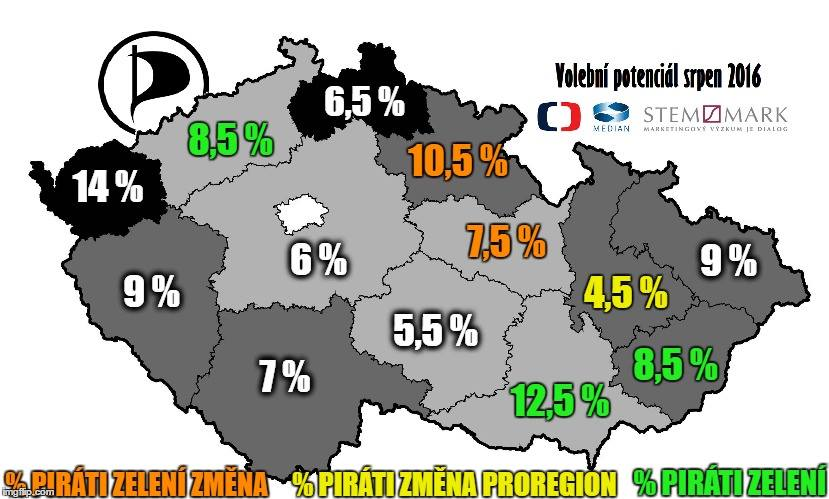 Volební potenciál srpen 2016
MEDIAN
STEM MARK
MARKETINGOVÝ VÝZKUM JE DIALOG
6,5 %
8,5 %
10,5 %
14 %
7,5 %
6 %
9 %
9 %
4,5 %
5,5 %
8,5 %
7 %
12,5 %
% PIRÁTI ZELENÍ ZMĚNA
% PIRÁTI ZMĚNA PROREGION
% PIRÁTI ZELENÍ
imgflip.com